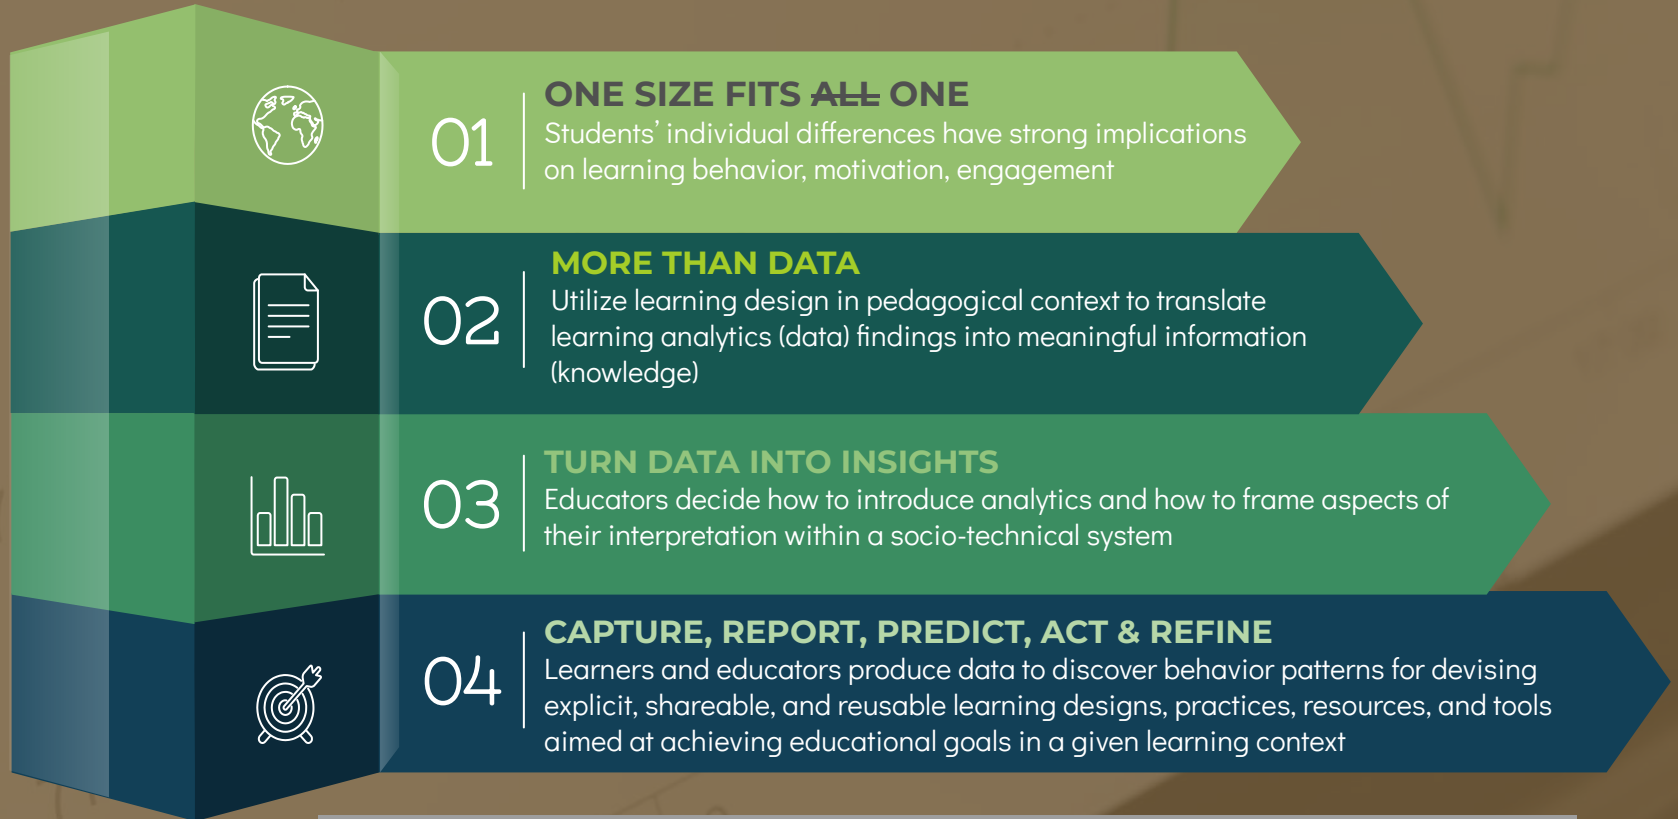 01
ONE SIZE FITS ALL ONE
Students’ individual differences have strong implications
on learning behavior, motivation, engagement
02
MORE THAN DATA
Utilize learning design in pedagogical context to translate
learning analytics (data) findings into meaningful information
(knowledge)
03
TURN DATA INTO INSIGHTS
Educators decide how to introduce analytics and how to frame aspects of
their interpretation within a socio-technical system
04
CAPTURE, REPORT, PREDICT, ACT & REFINE
Learners and educators produce data to discover behavior patterns for devising
explicit, shareable, and reusable learning designs, practices, resources, and tools
aimed at achieving educational goals in a given learning context